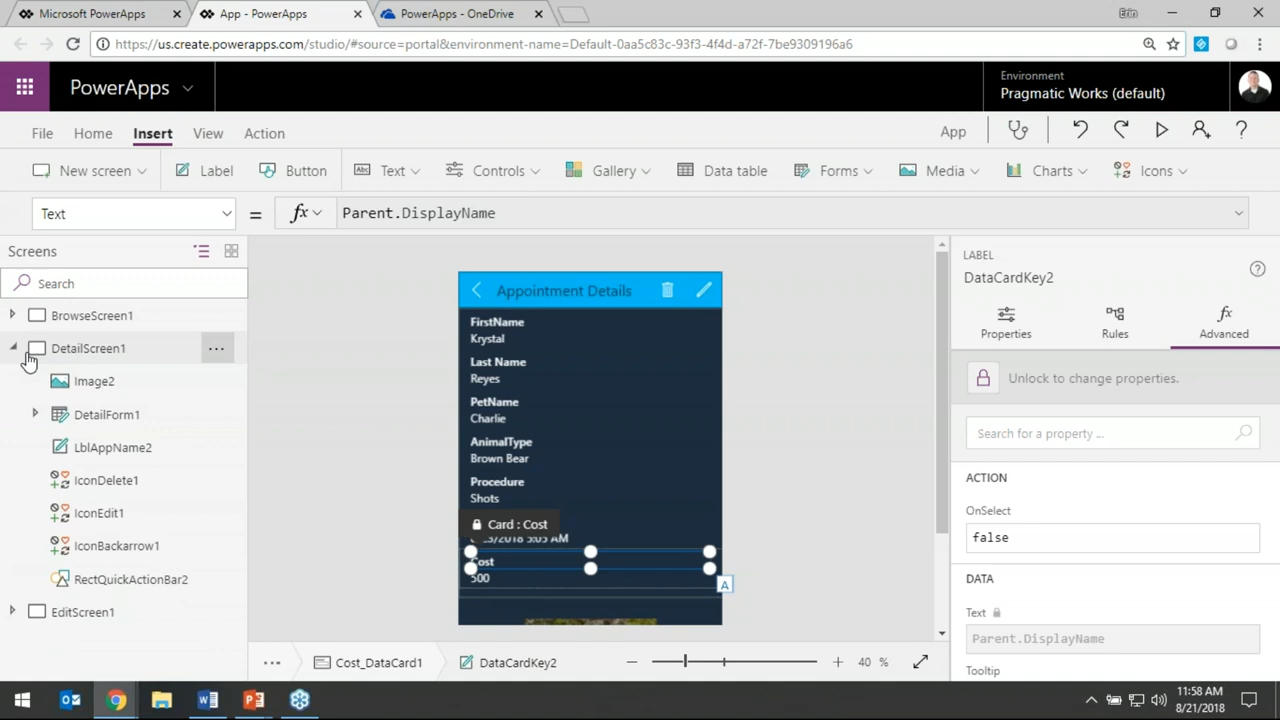 Microsoft PowerApps
App - PowerApps
PowerApps - OneDrive
https://us.create.powerapps.com/studio/#source=portal&environment-name=Default-0aa5c83c-93f3-4f4d-a72f-7be9309196a6
PowerApps
Environment
Pragmatic Works (default)
File Home Insert View Action App
New screen Label Button Text Controls Gallery Data table Forms Media Charts Icons
Abc
Text = fx Parent.DisplayName
Screens
Search
BrowseScreen1
DetailScreen1 ...
Image2
DetailForm1
LblAppName2
IconDelete1
IconEdit1
IconBackarrow1
RectQuickActionBar2
EditScreen1
Appointment Details
FirstName
Krystal
Last Name
Reyes
PetName
Charlie
AnimalType
Brown Bear
Procedure
Shots
Card : Cost
Cost
500
A
... Cost_DataCard1 DataCardKey2 − + 40 %
LABEL
DataCardKey2
Properties Rules Advanced
Unlock to change properties.
Search for a property ...
ACTION
OnSelect
false
DATA
Text
Parent.DisplayName
Tooltip
11:58 AM
8/21/2018